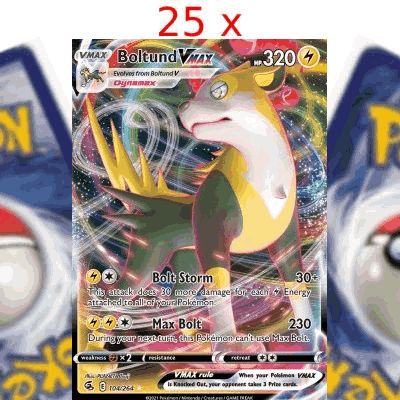 25 x
VMAX
Boltund VMAX
HP 320
Evolves from Boltund V
Dynamax
Bolt Storm 30+
This attack does 30 more damage for each Energy
attached to all of your Pokémon.
Max Bolt 230
During your next turn, this Pokémon can't use Max Bolt.
weakness ×2 resistance retreat
VMAX rule When your Pokémon VMAX
is Knocked Out, your opponent takes 3 Prize cards.
E 104/264
©2021 Pokémon / Nintendo / Creatures / GAME FREAK